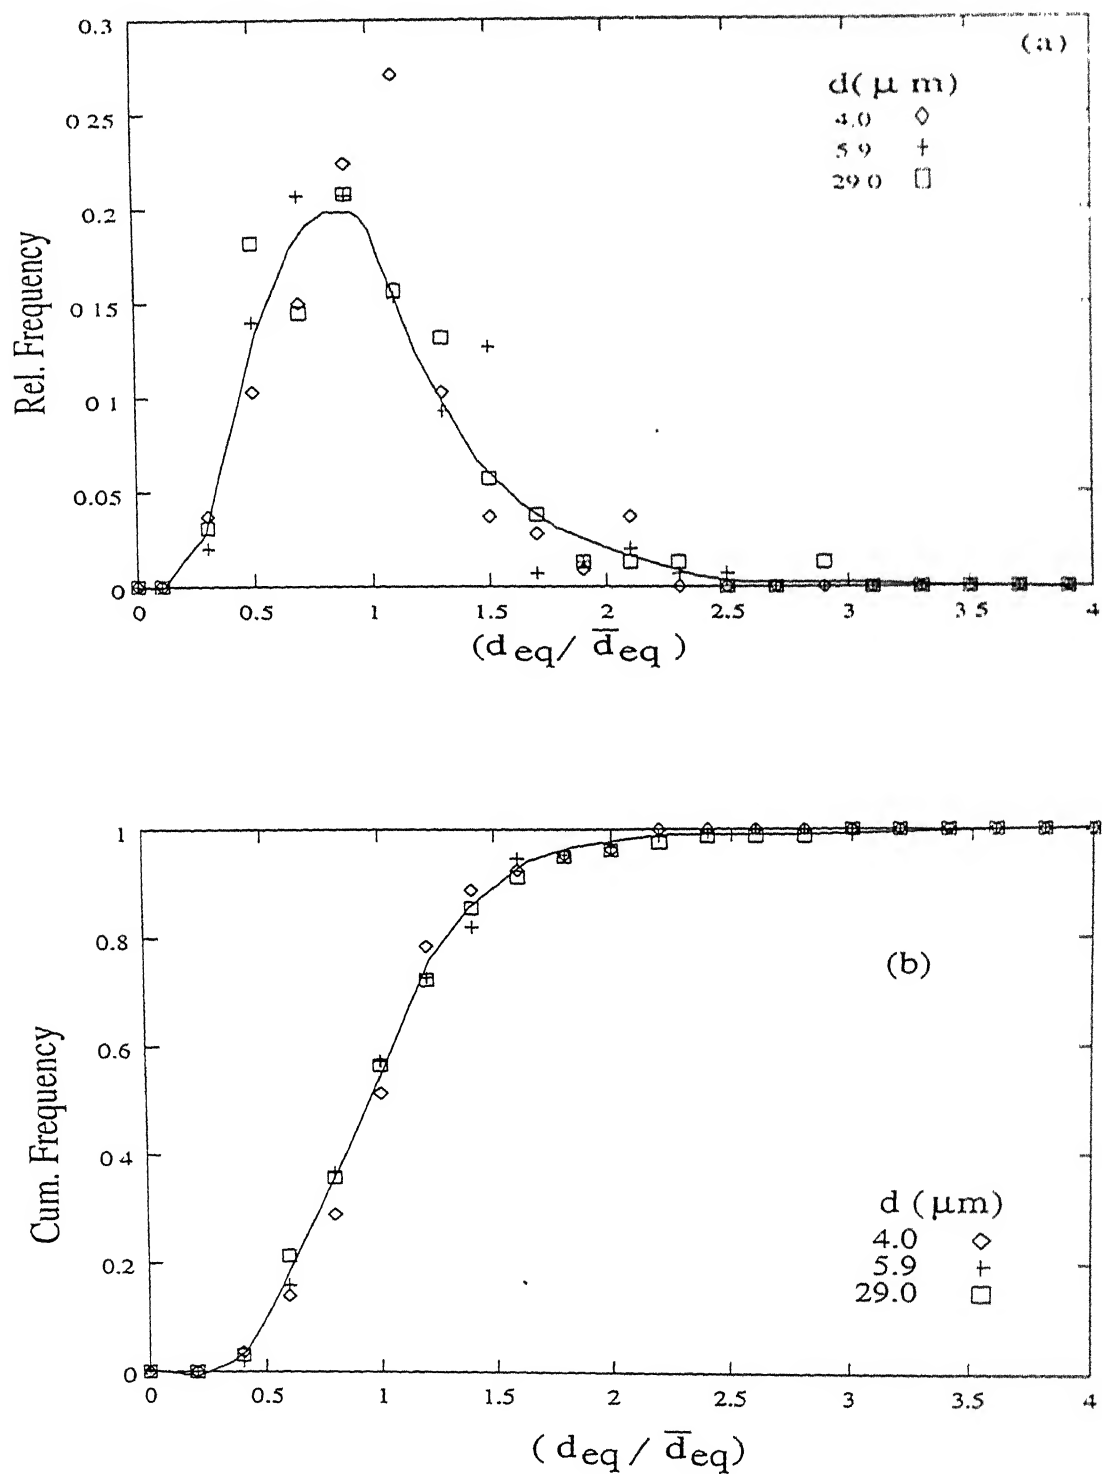 0.3
(a)
d(μ m)
0 25
4.0 ◇
5 9 +
29 0 □
0.2
0 15
0 1
0.05
0
Rel. Frequency
0 0.5 1 1.5 2 2.5 3 3 5 4
(d eq / d̅ eq )
1
0.8
(b)
0.6
0 4
0.2
0
Cum. Frequency
d (μm)
4.0 ◇
5.9 +
29.0 □
0 0.5 1 1.5 2 2.5 3 3.5 4
( d eq / d̅ eq)